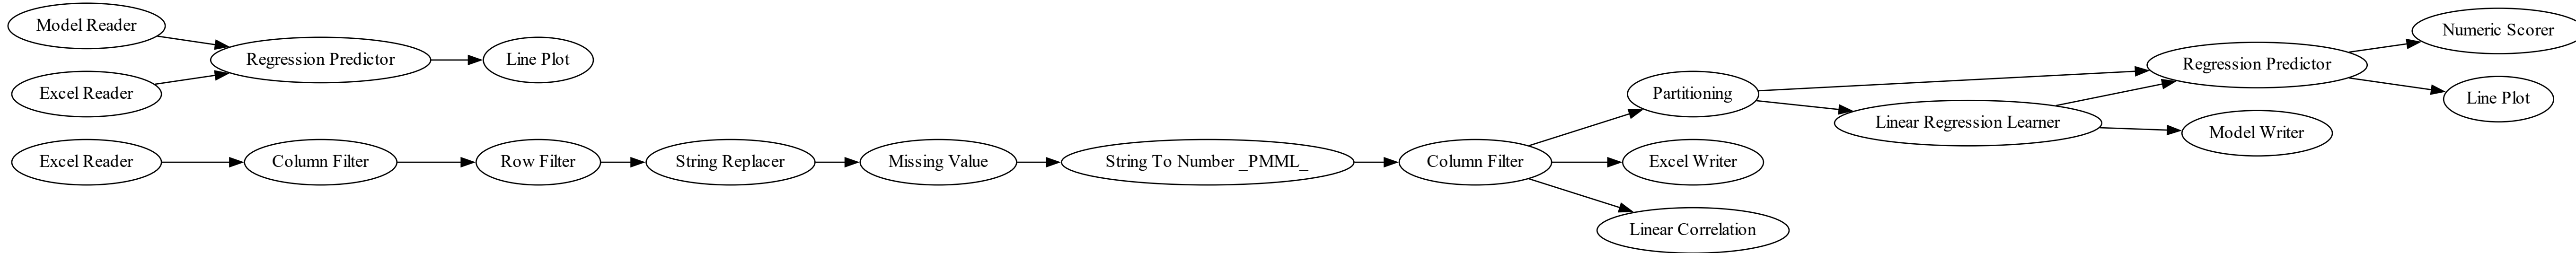 Model Reader
Excel Reader
Regression Predictor
Line Plot
Excel Reader
Column Filter
Row Filter
String Replacer
Missing Value
String To Number _PMML_
Column Filter
Partitioning
Excel Writer
Linear Correlation
Linear Regression Learner
Regression Predictor
Model Writer
Numeric Scorer
Line Plot